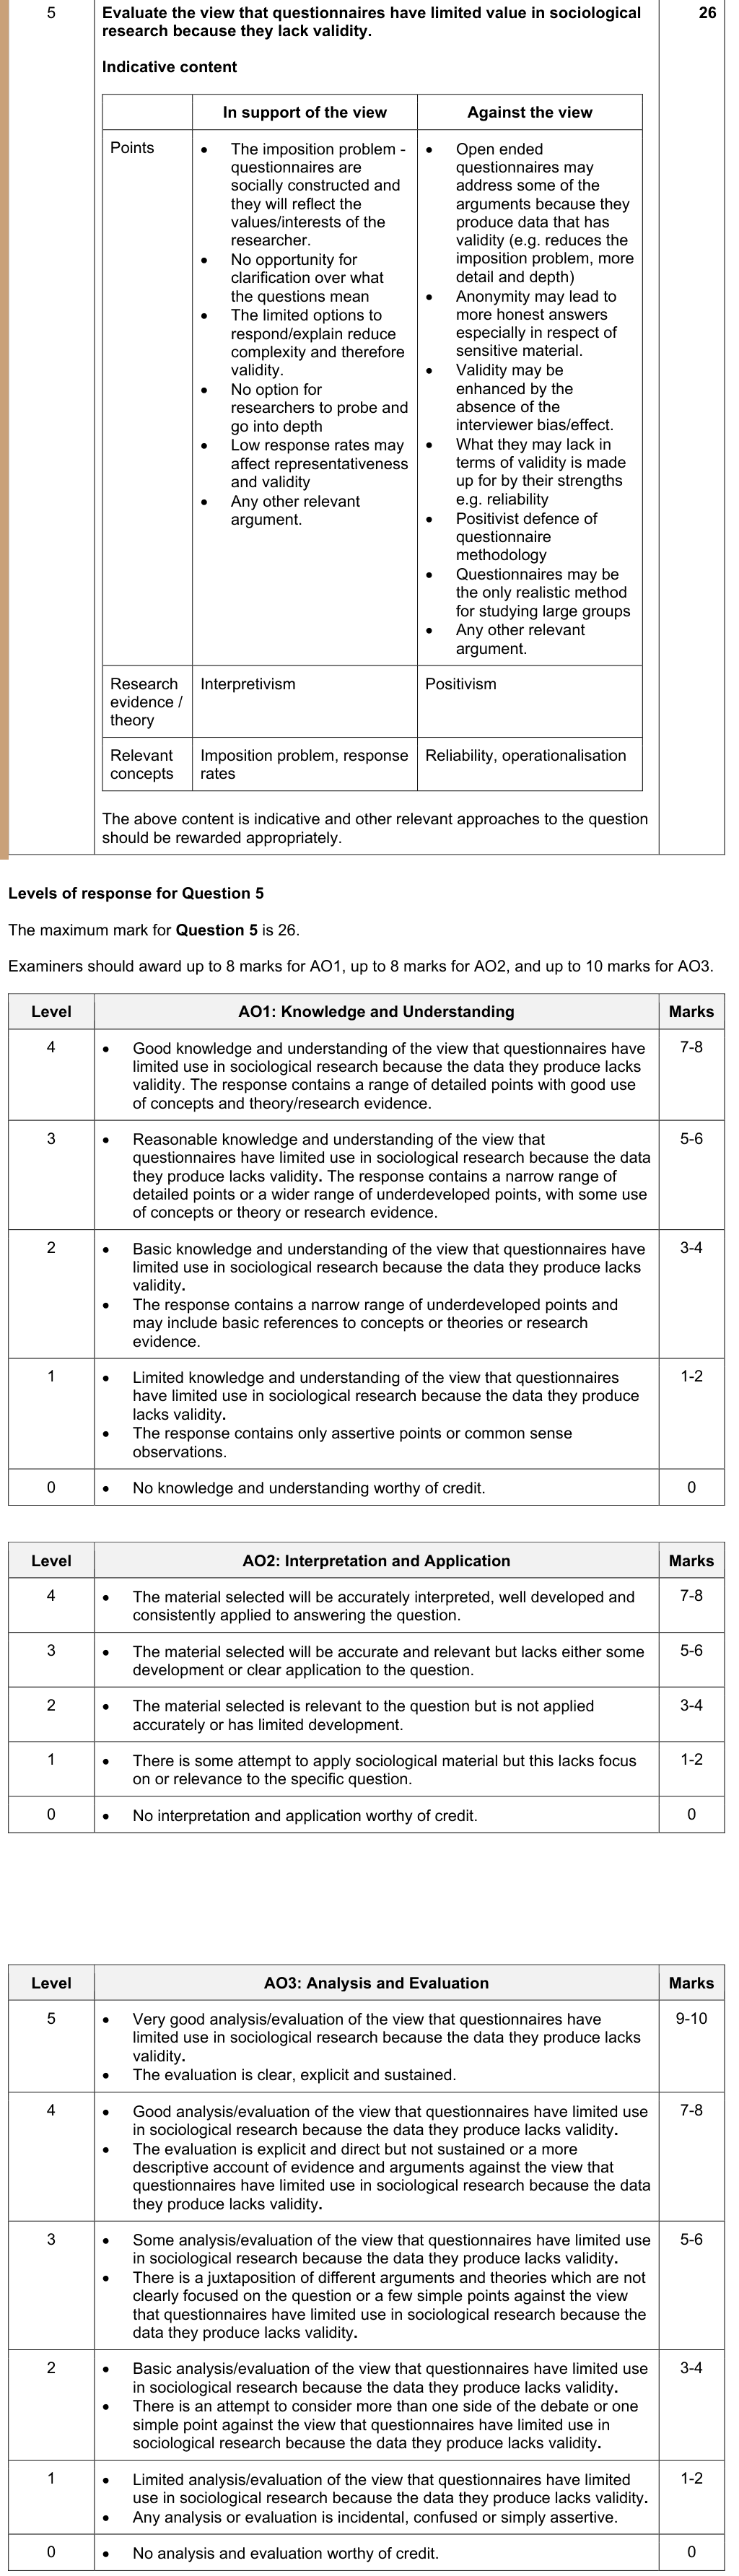 5
Evaluate the view that questionnaires have limited value in sociological
research because they lack validity.
26
Indicative content
In support of the view
Against the view
Points
• The imposition problem -
questionnaires are
socially constructed and
they will reflect the
values/interests of the
researcher.
• No opportunity for
clarification over what
the questions mean
• The limited options to
respond/explain reduce
complexity and therefore
validity.
• No option for
researchers to probe and
go into depth
• Low response rates may
affect representativeness
and validity
• Any other relevant
argument.
• Open ended
questionnaires may
address some of the
arguments because they
produce data that has
validity (e.g. reduces the
imposition problem, more
detail and depth)
• Anonymity may lead to
more honest answers
especially in respect of
sensitive material.
• Validity may be
enhanced by the
absence of the
interviewer bias/effect.
• What they may lack in
terms of validity is made
up for by their strengths
e.g. reliability
• Positivist defence of
questionnaire
methodology
• Questionnaires may be
the only realistic method
for studying large groups
• Any other relevant
argument.
Research
evidence /
theory
Interpretivism
Positivism
Relevant
concepts
Imposition problem, response
rates
Reliability, operationalisation
The above content is indicative and other relevant approaches to the question
should be rewarded appropriately.
Levels of response for Question 5
The maximum mark for Question 5 is 26.
Examiners should award up to 8 marks for AO1, up to 8 marks for AO2, and up to 10 marks for AO3.
Level
AO1: Knowledge and Understanding
Marks
4
• Good knowledge and understanding of the view that questionnaires have
limited use in sociological research because the data they produce lacks
validity. The response contains a range of detailed points with good use
of concepts and theory/research evidence.
7-8
3
• Reasonable knowledge and understanding of the view that
questionnaires have limited use in sociological research because the data
they produce lacks validity. The response contains a narrow range of
detailed points or a wider range of underdeveloped points, with some use
of concepts or theory or research evidence.
5-6
2
• Basic knowledge and understanding of the view that questionnaires have
limited use in sociological research because the data they produce lacks
validity.
• The response contains a narrow range of underdeveloped points and
may include basic references to concepts or theories or research
evidence.
3-4
1
• Limited knowledge and understanding of the view that questionnaires
have limited use in sociological research because the data they produce
lacks validity.
• The response contains only assertive points or common sense
observations.
1-2
0
• No knowledge and understanding worthy of credit.
0
Level
AO2: Interpretation and Application
Marks
4
• The material selected will be accurately interpreted, well developed and
consistently applied to answering the question.
7-8
3
• The material selected will be accurate and relevant but lacks either some
development or clear application to the question.
5-6
2
• The material selected is relevant to the question but is not applied
accurately or has limited development.
3-4
1
• There is some attempt to apply sociological material but this lacks focus
on or relevance to the specific question.
1-2
0
• No interpretation and application worthy of credit.
0
Level
AO3: Analysis and Evaluation
Marks
5
• Very good analysis/evaluation of the view that questionnaires have
limited use in sociological research because the data they produce lacks
validity.
• The evaluation is clear, explicit and sustained.
9-10
4
• Good analysis/evaluation of the view that questionnaires have limited use
in sociological research because the data they produce lacks validity.
• The evaluation is explicit and direct but not sustained or a more
descriptive account of evidence and arguments against the view that
questionnaires have limited use in sociological research because the data
they produce lacks validity.
7-8
3
• Some analysis/evaluation of the view that questionnaires have limited use
in sociological research because the data they produce lacks validity.
• There is a juxtaposition of different arguments and theories which are not
clearly focused on the question or a few simple points against the view
that questionnaires have limited use in sociological research because the
data they produce lacks validity.
5-6
2
• Basic analysis/evaluation of the view that questionnaires have limited use
in sociological research because the data they produce lacks validity.
• There is an attempt to consider more than one side of the debate or one
simple point against the view that questionnaires have limited use in
sociological research because the data they produce lacks validity.
3-4
1
• Limited analysis/evaluation of the view that questionnaires have limited
use in sociological research because the data they produce lacks validity.
• Any analysis or evaluation is incidental, confused or simply assertive.
1-2
0
• No analysis and evaluation worthy of credit.
0